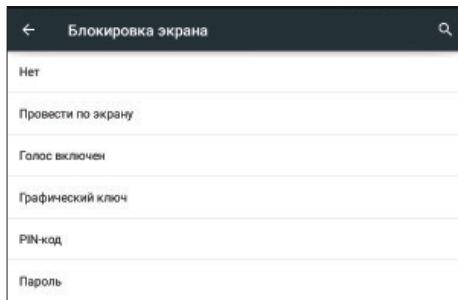 Блокировка экрана
Нет
Провести по экрану
Голос включен
Графический ключ
PIN-код
Пароль